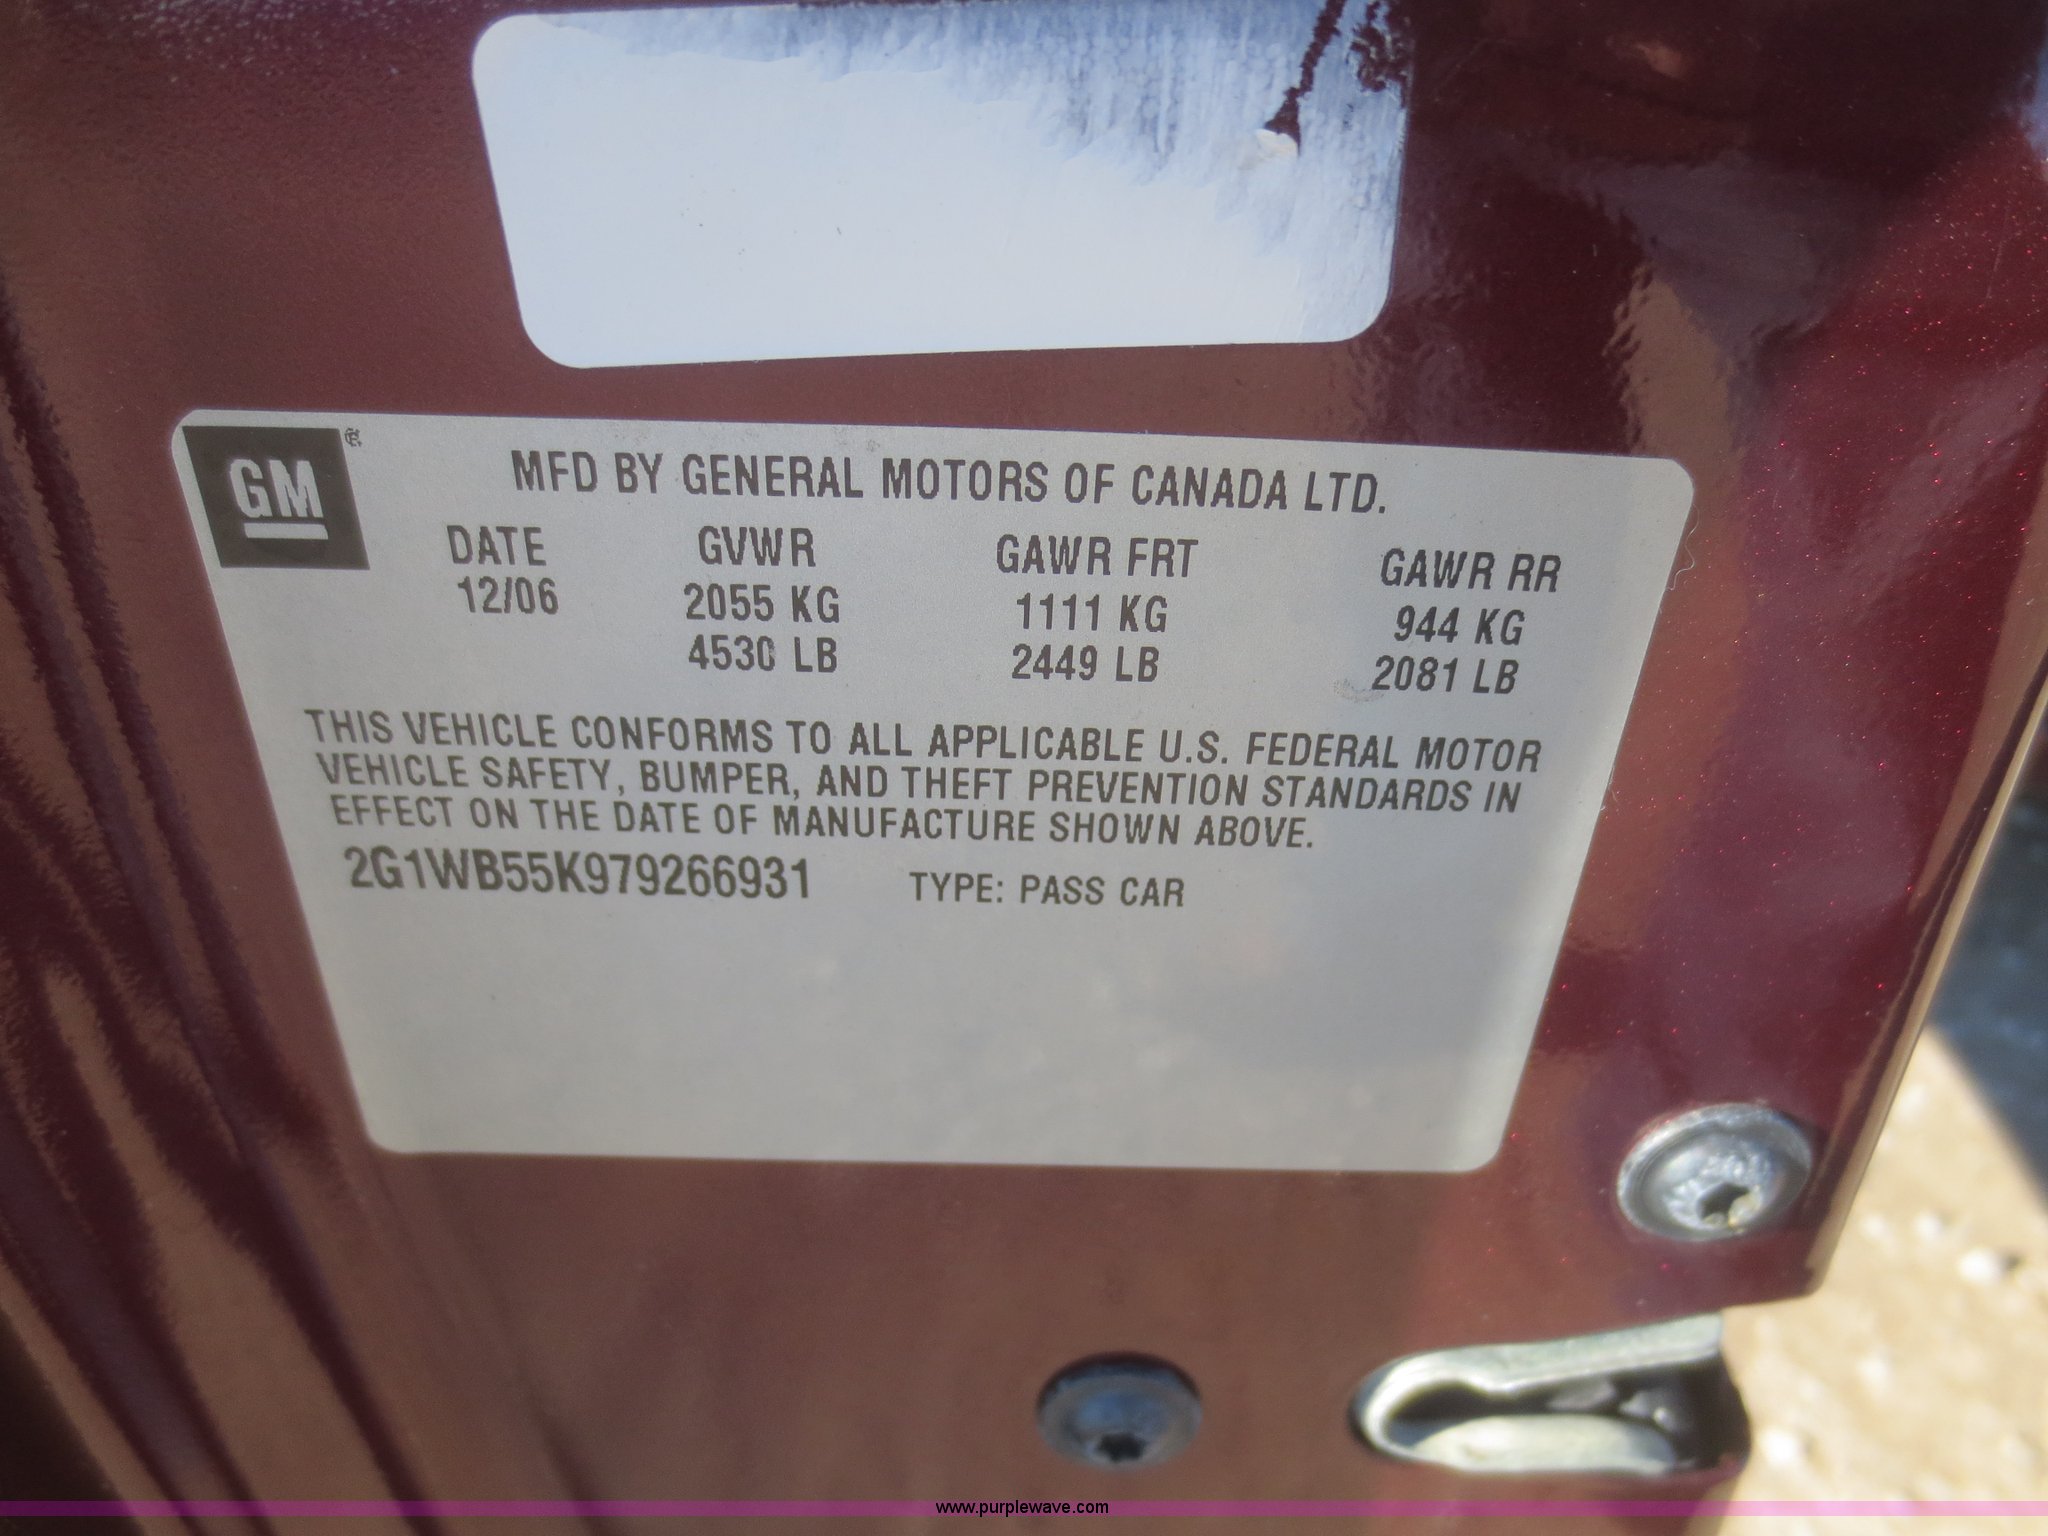 GM
MFD BY GENERAL MOTORS OF CANADA LTD.
DATE GVWR GAWR FRT GAWR RR
12/06 2055 KG 1111 KG 944 KG
4530 LB 2449 LB 2081 LB
THIS VEHICLE CONFORMS TO ALL APPLICABLE U.S. FEDERAL MOTOR
VEHICLE SAFETY, BUMPER, AND THEFT PREVENTION STANDARDS IN
EFFECT ON THE DATE OF MANUFACTURE SHOWN ABOVE.
2G1WB55K979266931 TYPE: PASS CAR
www.purplewave.com